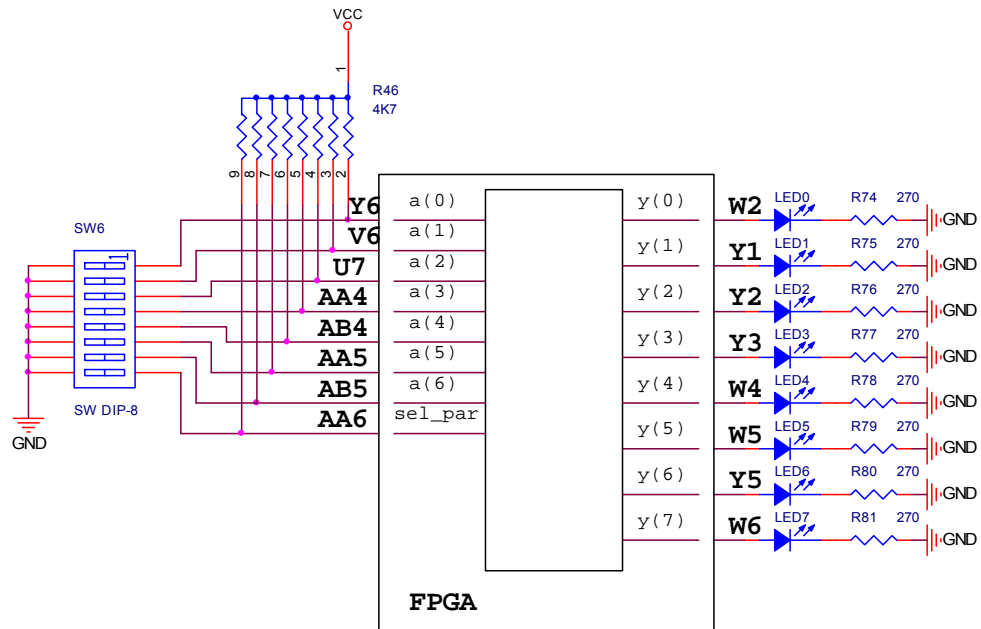 VCC
1
R46
4K7
9 8 7 6 5 4 3 2
Y6 a(0) y(0) W2 LED0 R74 270 GND
V6 a(1)
SW6 1
U7 a(2) y(1) Y1 LED1 R75 270 GND
AA4 a(3) y(2) Y2 LED2 R76 270 GND
AB4 a(4) y(3) Y3 LED3 R77 270 GND
AA5 a(5)
AB5 a(6) y(4) W4 LED4 R78 270 GND
SW DIP-8
AA6 sel_par y(5) W5 LED5 R79 270 GND
GND
y(6) Y5 LED6 R80 270 GND
y(7) W6 LED7 R81 270 GND
FPGA